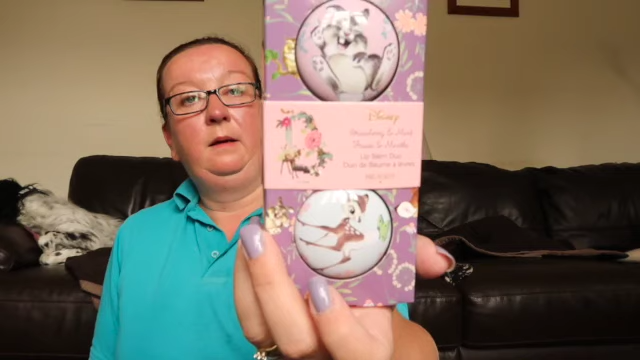 Disney
Strawberry & Mint
Fraise & Menthe
Lip Balm Duo
Duo de Baume à lèvres